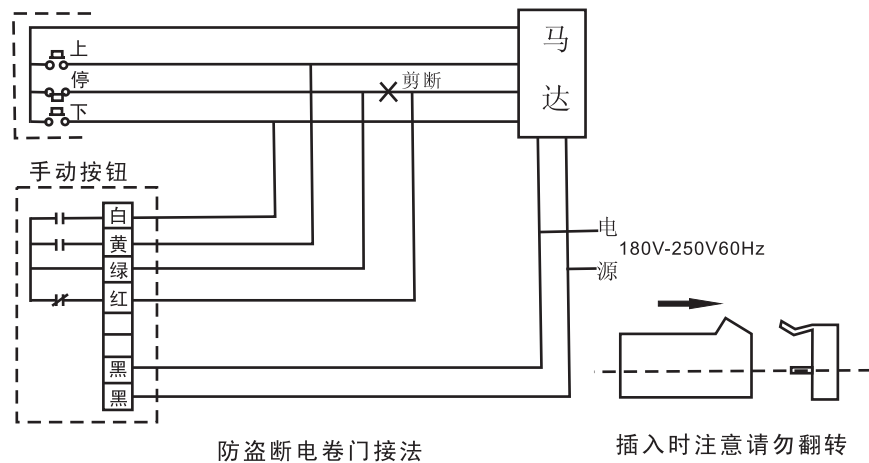 上
停
下
剪断
马
达
手动按钮
白
黄
绿
红
黑
黑
电
180V-250V60Hz
源
防盗断电卷门接法
插入时注意请勿翻转